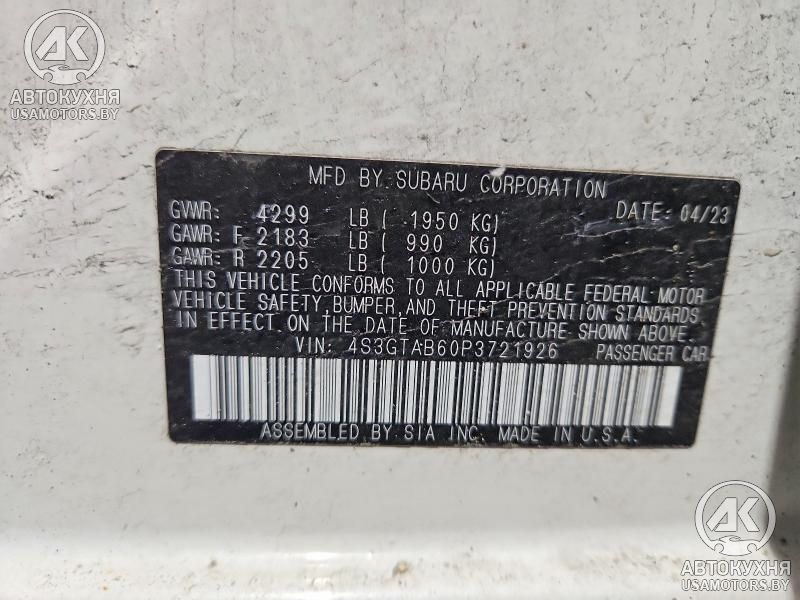 AK
АВТОКУХНЯ
USAMOTORS.BY
MFD BY SUBARU CORPORATION
GVWR: 4299 LB ( 1950 KG) DATE: 04/23
GAWR: F 2183 LB ( 990 KG)
GAWR: R 2205 LB ( 1000 KG)
THIS VEHICLE CONFORMS TO ALL APPLICABLE FEDERAL MOTOR
VEHICLE SAFETY, BUMPER, AND THEFT PREVENTION STANDARDS
IN EFFECT ON THE DATE OF MANUFACTURE SHOWN ABOVE.
VIN: 4S3GTAB60P3721926 PASSENGER CAR
ASSEMBLED BY SIA INC. MADE IN U.S.A.
AK
АВТОКУХНЯ
USAMOTORS.BY